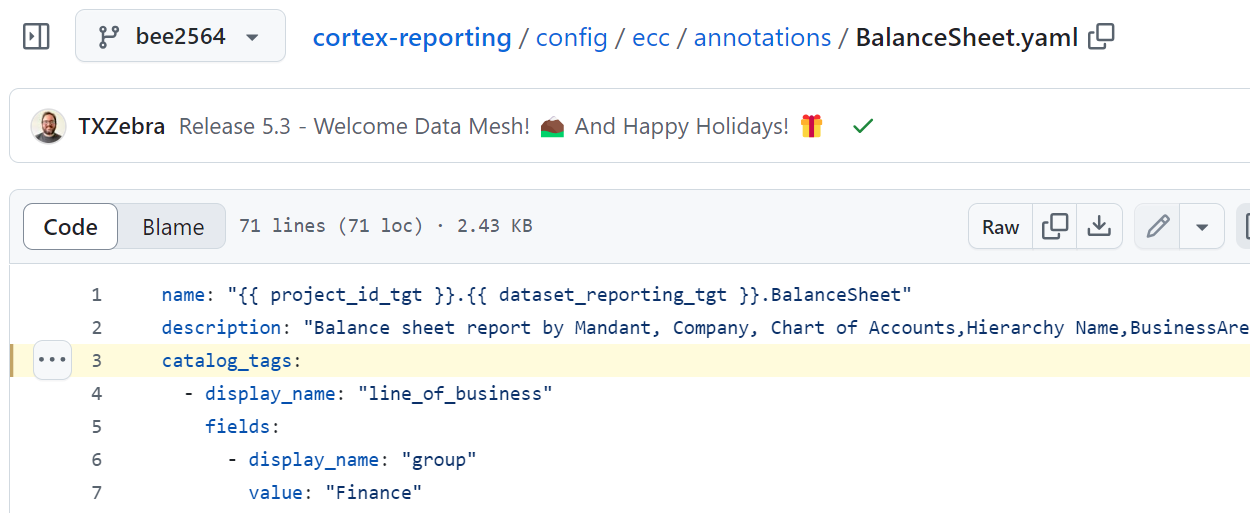 bee2564 cortex-reporting / config / ecc / annotations / BalanceSheet.yaml
TXZebra Release 5.3 - Welcome Data Mesh! And Happy Holidays!
Code Blame 71 lines (71 loc) · 2.43 KB Raw
1 name: "{{ project_id_tgt }}.{{ dataset_reporting_tgt }}.BalanceSheet"
2 description: "Balance sheet report by Mandant, Company, Chart of Accounts,Hierarchy Name,BusinessAre
3 catalog_tags:
4 - display_name: "line_of_business"
5 fields:
6 - display_name: "group"
7 value: "Finance"